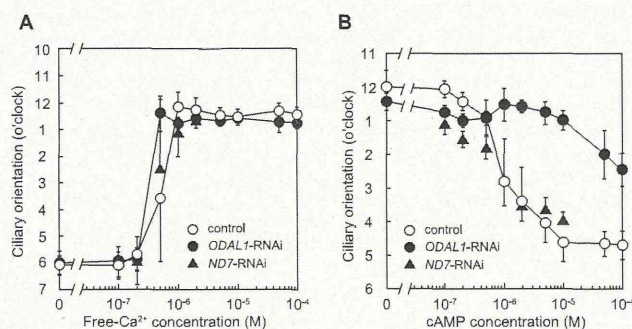 A
10
11
12
1
2
3
4
5
6
7
Ciliary orientation (o'clock)
control
ODAL1-RNAi
ND7-RNAi
0
10⁻⁷
10⁻⁶
10⁻⁵
10⁻⁴
Free-Ca²⁺ concentration (M)
B
11
12
1
2
3
4
5
6
Ciliary orientation (o'clock)
control
ODAL1-RNAi
ND7-RNAi
0
10⁻⁷
10⁻⁶
10⁻⁵
10⁻⁴
cAMP concentration (M)